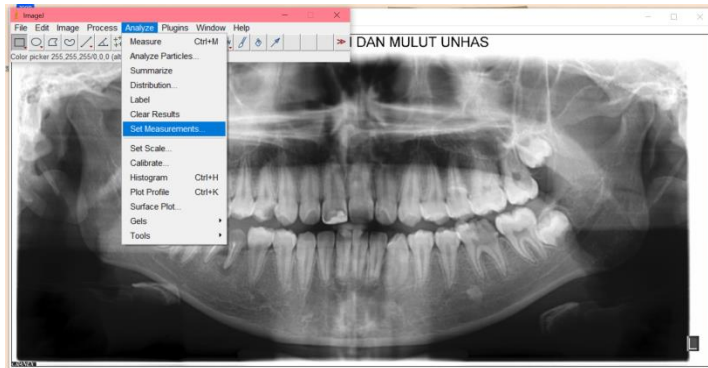 ImageJ
File Edit Image Process Analyze Plugins Window Help
DAN MULUT UNHAS
Color picker 255,255,255/0,0,0 (alt
Measure Ctrl+M
Analyze Particles...
Summarize
Distribution...
Label
Clear Results
Set Measurements...
Set Scale...
Calibrate...
Histogram Ctrl+H
Plot Profile Ctrl+K
Surface Plot...
Gels
Tools
L